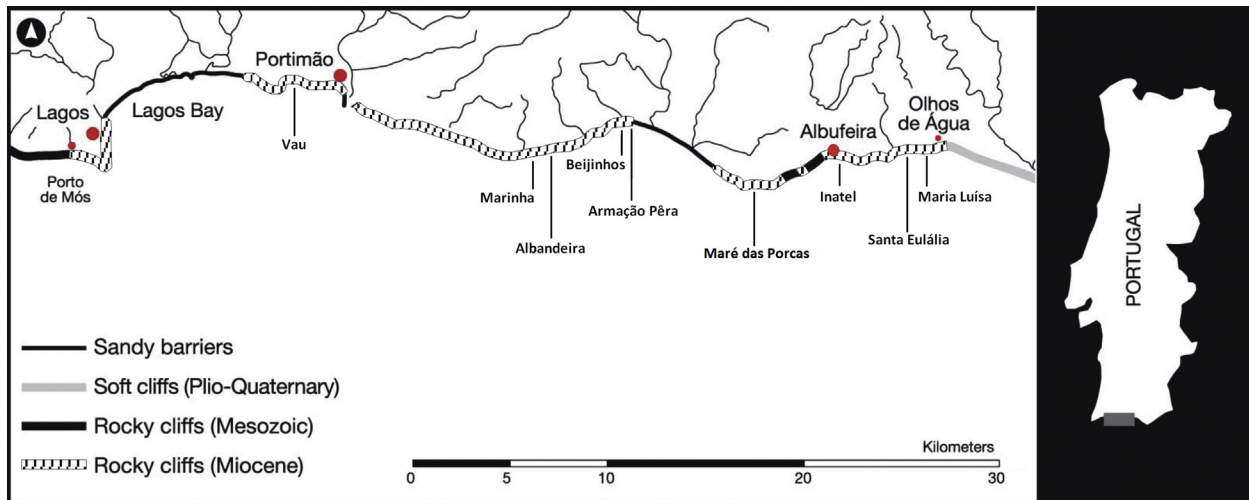 Portimão
Lagos
Lagos Bay
Olhos
de Água
Albufeira
Vau
Beijinhos
Porto
de Mós
Marinha
Armação Pêra
Inatel
Maria Luísa
Albandeira
Maré das Porcas
Santa Eulália
PORTUGAL
Sandy barriers
Soft cliffs (Plio-Quaternary)
Rocky cliffs (Mesozoic)
Rocky cliffs (Miocene)
Kilometers
0 5 10 20 30